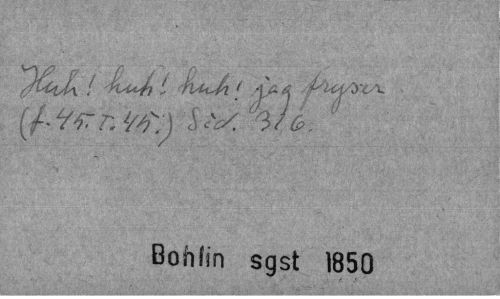 Huh! huh! huh! jag fryser.
(f. 45. t. 45.) Sid. 316.
Bohlin sgst 1850